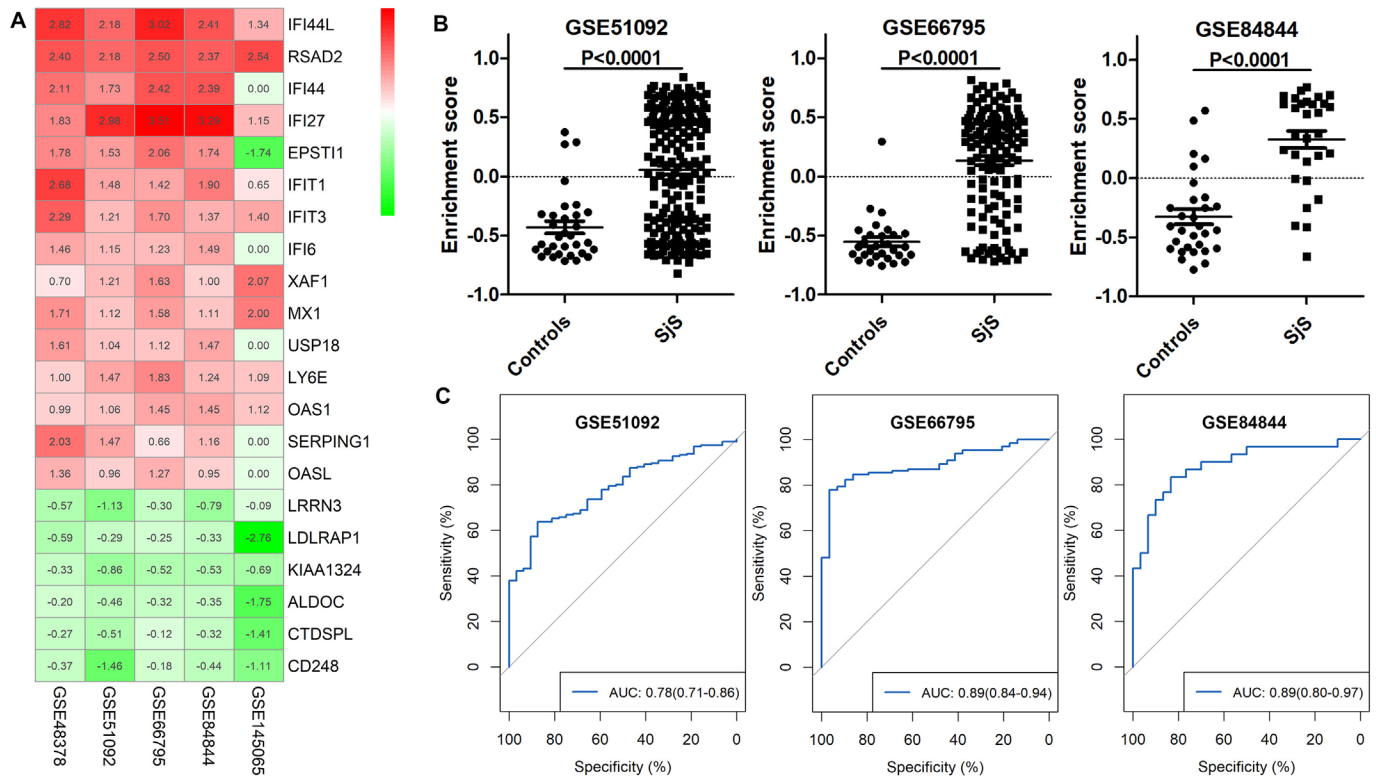 A
2.82 2.18 3.02 2.41 1.34 IFI44L
2.40 2.18 2.50 2.37 2.54 RSAD2
2.11 1.73 2.42 2.39 0.00 IFI44
1.83 2.98 1.15 IFI27
1.78 1.53 2.06 1.74 -1.74 EPSTI1
2.68 1.48 1.42 1.90 0.65 IFIT1
2.29 1.21 1.70 1.37 1.40 IFIT3
1.46 1.15 1.23 1.49 0.00 IFI6
0.70 1.21 1.63 1.00 2.07 XAF1
1.71 1.12 1.58 1.11 2.00 MX1
1.61 1.04 1.12 1.47 0.00 USP18
1.00 1.47 1.83 1.24 1.09 LY6E
0.99 1.06 1.45 1.45 1.12 OAS1
2.03 1.47 0.66 1.16 0.00 SERPING1
1.36 0.96 1.27 0.95 0.00 OASL
-0.57 -1.13 -0.30 -0.79 -0.09 LRRN3
-0.59 -0.29 -0.25 -0.33 -2.76 LDLRAP1
-0.33 -0.86 -0.52 -0.53 -0.69 KIAA1324
-0.20 -0.46 -0.32 -0.35 -1.75 ALDOC
-0.27 -0.51 -0.12 -0.32 -1.41 CTDSPL
-0.37 -1.46 -0.18 -0.44 -1.11 CD248
GSE48378 GSE51092 GSE66795 GSE84844 GSE145065
B
GSE51092
P<0.0001
Enrichment score
1.0
0.5
0.0
-0.5
-1.0
Controls SjS
GSE66795
P<0.0001
Enrichment score
1.0
0.5
0.0
-0.5
-1.0
Controls SjS
GSE84844
P<0.0001
Enrichment score
1.0
0.5
0.0
-0.5
-1.0
Controls SjS
C
GSE51092
Sensitivity (%)
100
80
60
40
20
0
AUC: 0.78(0.71-0.86)
100 80 60 40 20 0
Specificity (%)
GSE66795
Sensitivity (%)
100
80
60
40
20
0
AUC: 0.89(0.84-0.94)
100 80 60 40 20 0
Specificity (%)
GSE84844
Sensitivity (%)
100
80
60
40
20
0
AUC: 0.89(0.80-0.97)
100 80 60 40 20 0
Specificity (%)